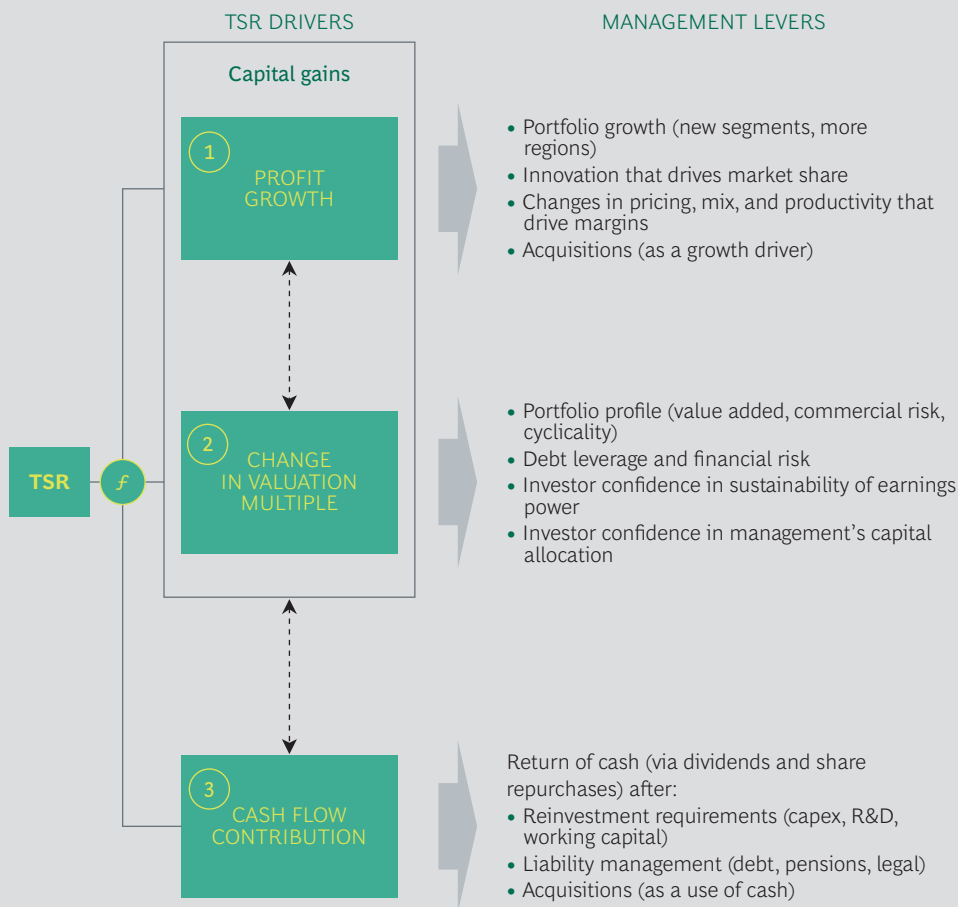 TSR DRIVERS
MANAGEMENT LEVERS
Capital gains
1
PROFIT
GROWTH
• Portfolio growth (new segments, more
regions)
• Innovation that drives market share
• Changes in pricing, mix, and productivity that
drive margins
• Acquisitions (as a growth driver)
TSR
f
2
CHANGE
IN VALUATION
MULTIPLE
• Portfolio profile (value added, commercial risk,
cyclicality)
• Debt leverage and financial risk
• Investor confidence in sustainability of earnings
power
• Investor confidence in management’s capital
allocation
3
CASH FLOW
CONTRIBUTION
Return of cash (via dividends and share
repurchases) after:
• Reinvestment requirements (capex, R&D,
working capital)
• Liability management (debt, pensions, legal)
• Acquisitions (as a use of cash)